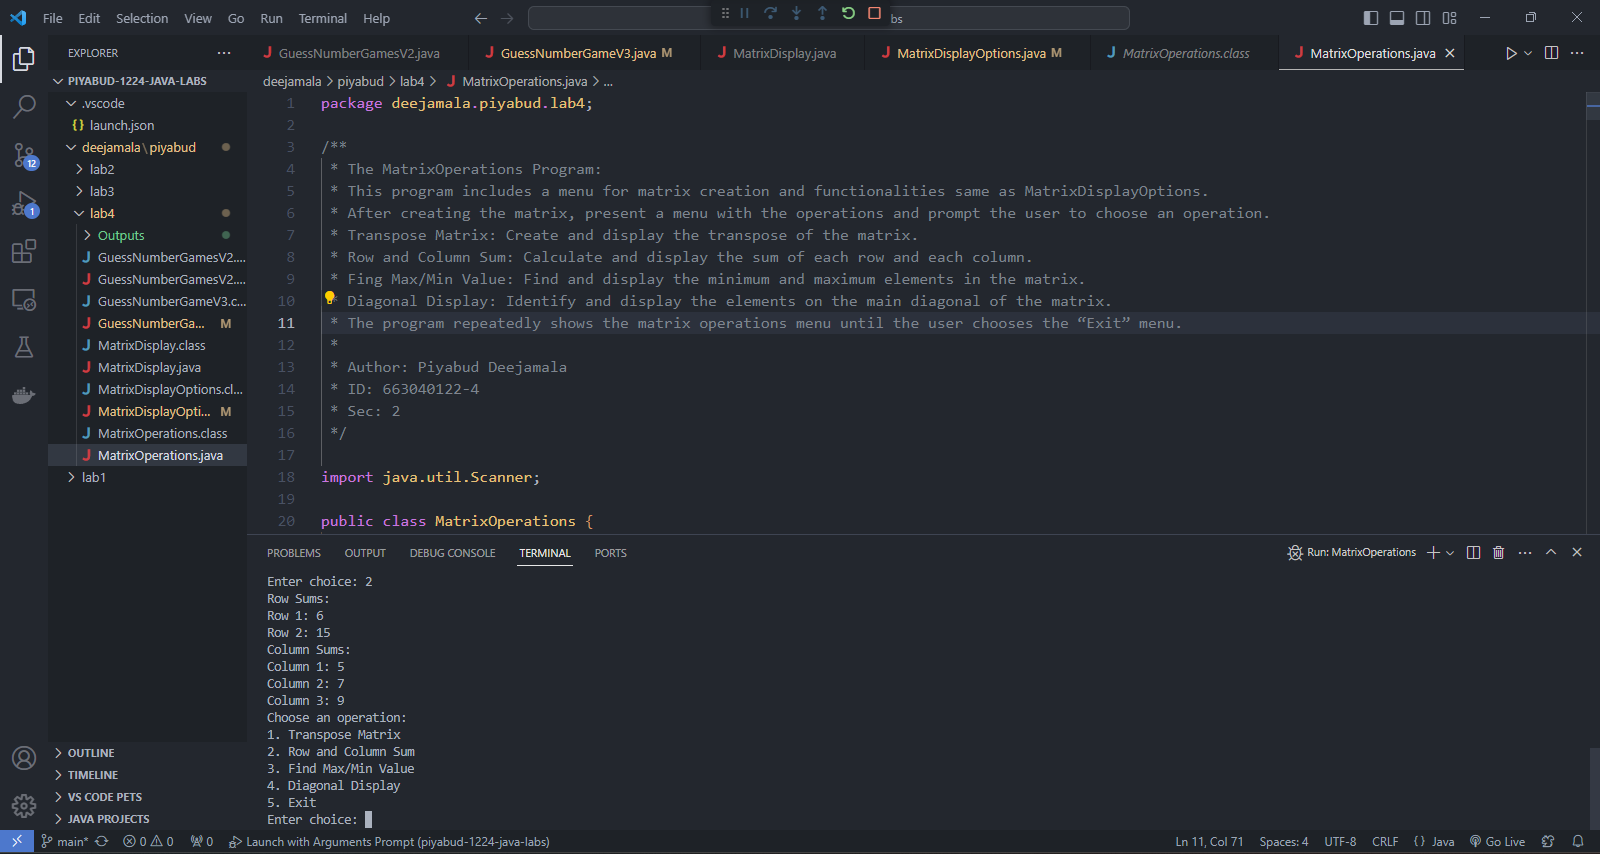 File Edit Selection View Go Run Terminal Help
bs
EXPLORER
PIYABUD-1224-JAVA-LABS
.vscode
launch.json
deejamala\piyabud
lab2
lab3
lab4
Outputs
GuessNumberGamesV2....
GuessNumberGamesV2....
GuessNumberGameV3.c...
GuessNumberGa... M
MatrixDisplay.class
MatrixDisplay.java
MatrixDisplayOptions.cl...
MatrixDisplayOpti... M
MatrixOperations.class
MatrixOperations.java
lab1
OUTLINE
TIMELINE
VS CODE PETS
JAVA PROJECTS
12
1
GuessNumberGamesV2.java GuessNumberGameV3.java M MatrixDisplay.java MatrixDisplayOptions.java M MatrixOperations.class MatrixOperations.java
deejamala > piyabud > lab4 > MatrixOperations.java > ...
1 package deejamala.piyabud.lab4;
2
3 /**
4 * The MatrixOperations Program:
5 * This program includes a menu for matrix creation and functionalities same as MatrixDisplayOptions.
6 * After creating the matrix, present a menu with the operations and prompt the user to choose an operation.
7 * Transpose Matrix: Create and display the transpose of the matrix.
8 * Row and Column Sum: Calculate and display the sum of each row and each column.
9 * Fing Max/Min Value: Find and display the minimum and maximum elements in the matrix.
10 * Diagonal Display: Identify and display the elements on the main diagonal of the matrix.
11 * The program repeatedly shows the matrix operations menu until the user chooses the “Exit” menu.
12 *
13 * Author: Piyabud Deejamala
14 * ID: 663040122-4
15 * Sec: 2
16 */
17
18 import java.util.Scanner;
19
20 public class MatrixOperations {
PROBLEMS OUTPUT DEBUG CONSOLE TERMINAL PORTS
Run: MatrixOperations
Enter choice: 2
Row Sums:
Row 1: 6
Row 2: 15
Column Sums:
Column 1: 5
Column 2: 7
Column 3: 9
Choose an operation:
1. Transpose Matrix
2. Row and Column Sum
3. Find Max/Min Value
4. Diagonal Display
5. Exit
Enter choice:
main* 0 0 0 Launch with Arguments Prompt (piyabud-1224-java-labs) Ln 11, Col 71 Spaces: 4 UTF-8 CRLF {} Java Go Live